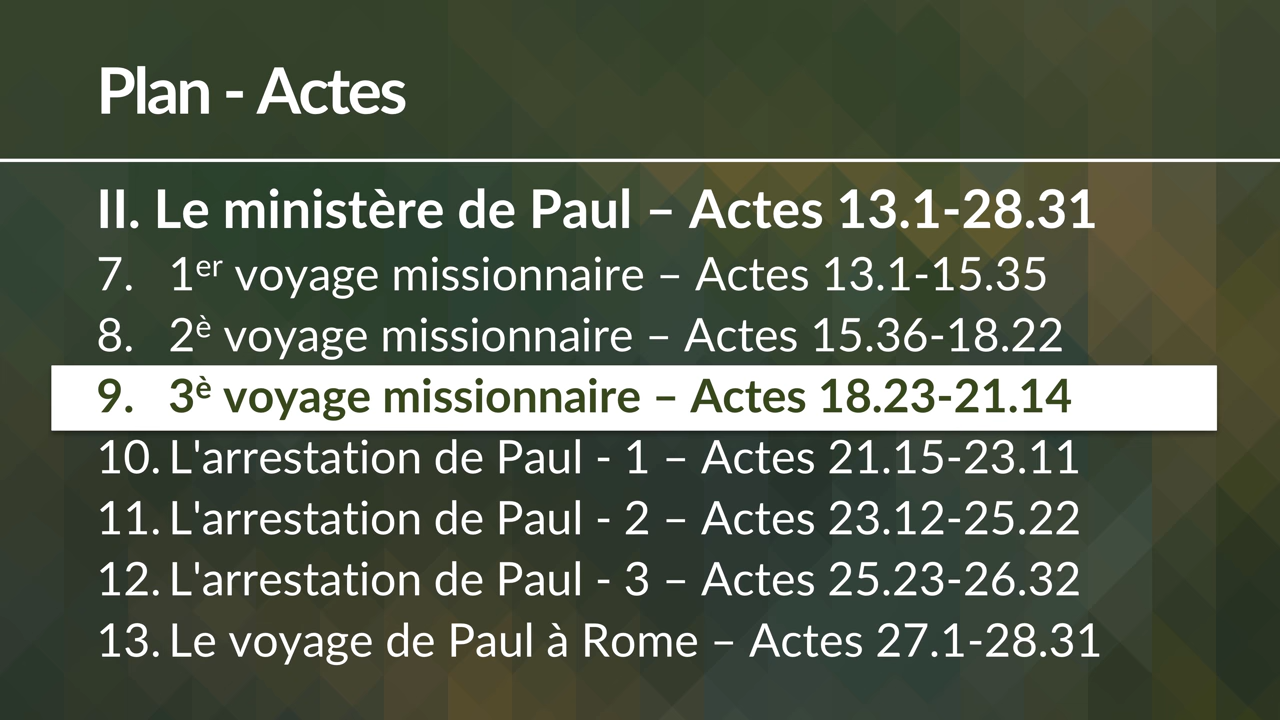 Plan - Actes
II. Le ministère de Paul – Actes 13.1-28.31
7. 1er voyage missionnaire – Actes 13.1-15.35
8. 2è voyage missionnaire – Actes 15.36-18.22
9. 3è voyage missionnaire – Actes 18.23-21.14
10. L'arrestation de Paul - 1 – Actes 21.15-23.11
11. L'arrestation de Paul - 2 – Actes 23.12-25.22
12. L'arrestation de Paul - 3 – Actes 25.23-26.32
13. Le voyage de Paul à Rome – Actes 27.1-28.31